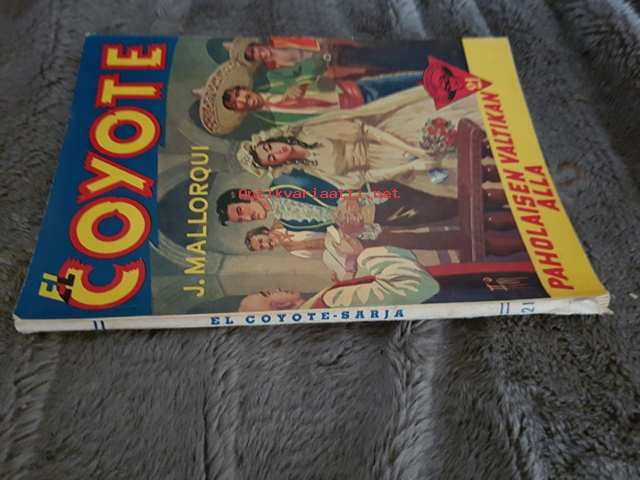 EL
COYOTE
J. MALLORQUI
21
PAHOLAISEN VALTIKAN
ALLA
EL COYOTE-SARJA
21
Antikvariaatti.net